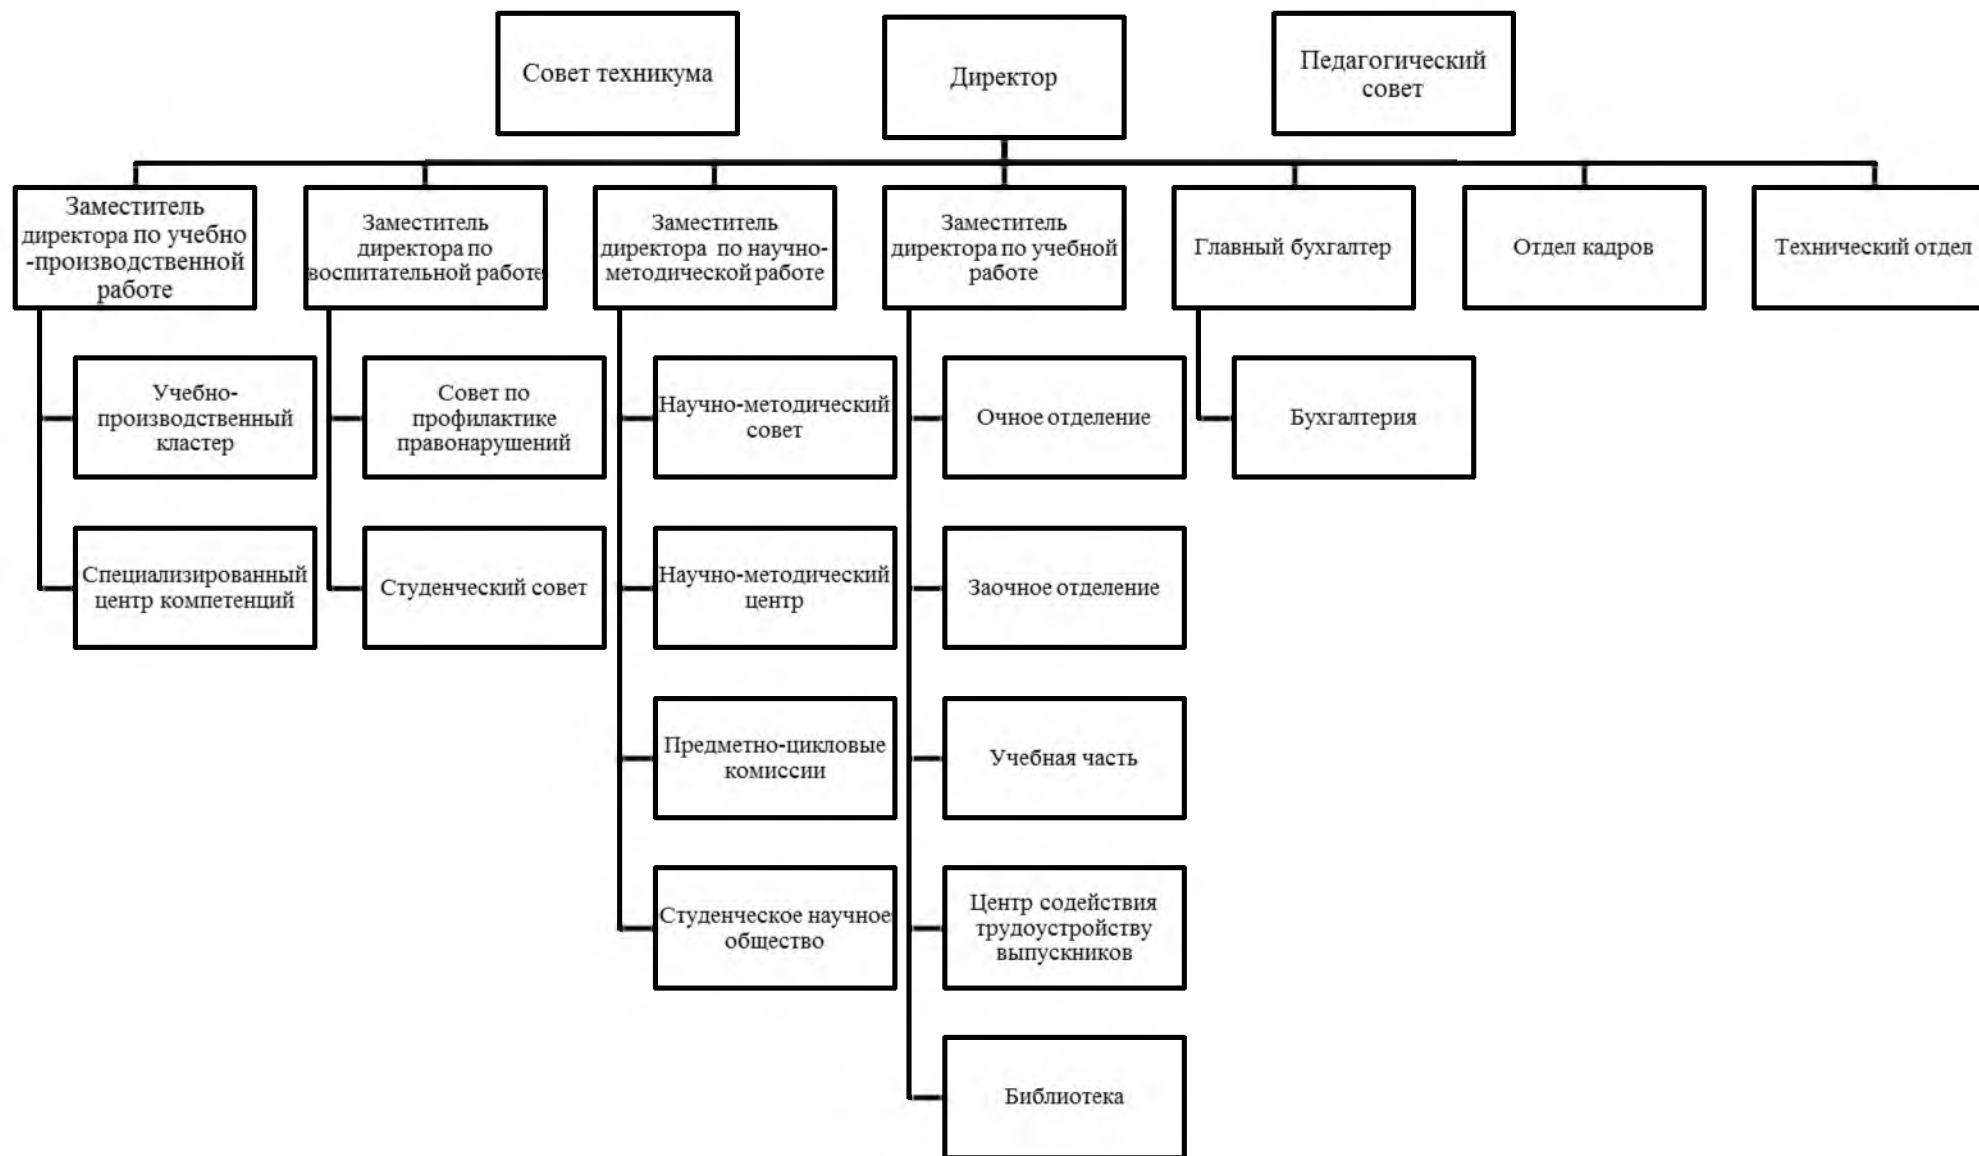 Совет техникума
Директор
Педагогический
совет
Заместитель
директора по учебно
-производственной
работе
Заместитель
директора по
воспитательной работе
Заместитель
директора по научно-
методической работе
Заместитель
директора по учебной
работе
Главный бухгалтер
Отдел кадров
Технический отдел
Учебно-
производственный
кластер
Совет по
профилактике
правонарушений
Научно-методический
совет
Очное отделение
Бухгалтерия
Специализированный
центр компетенций
Студенческий совет
Научно-методический
центр
Заочное отделение
Предметно-цикловые
комиссии
Учебная часть
Студенческое научное
общество
Центр содействия
трудоустройству
выпускников
Библиотека